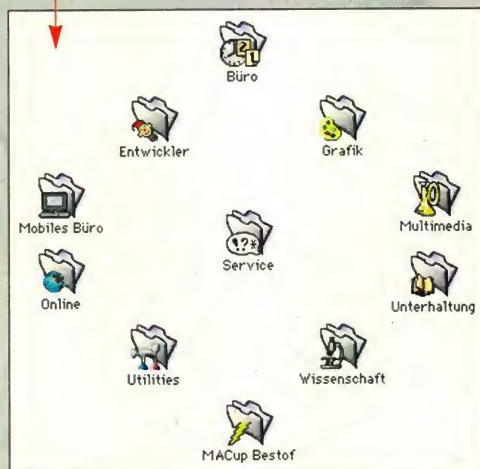 Büro
Entwickler
Grafik
Mobiles Büro
Multimedia
!?*
Service
Online
Unterhaltung
Utilities
Wissenschaft
MACup Bestof